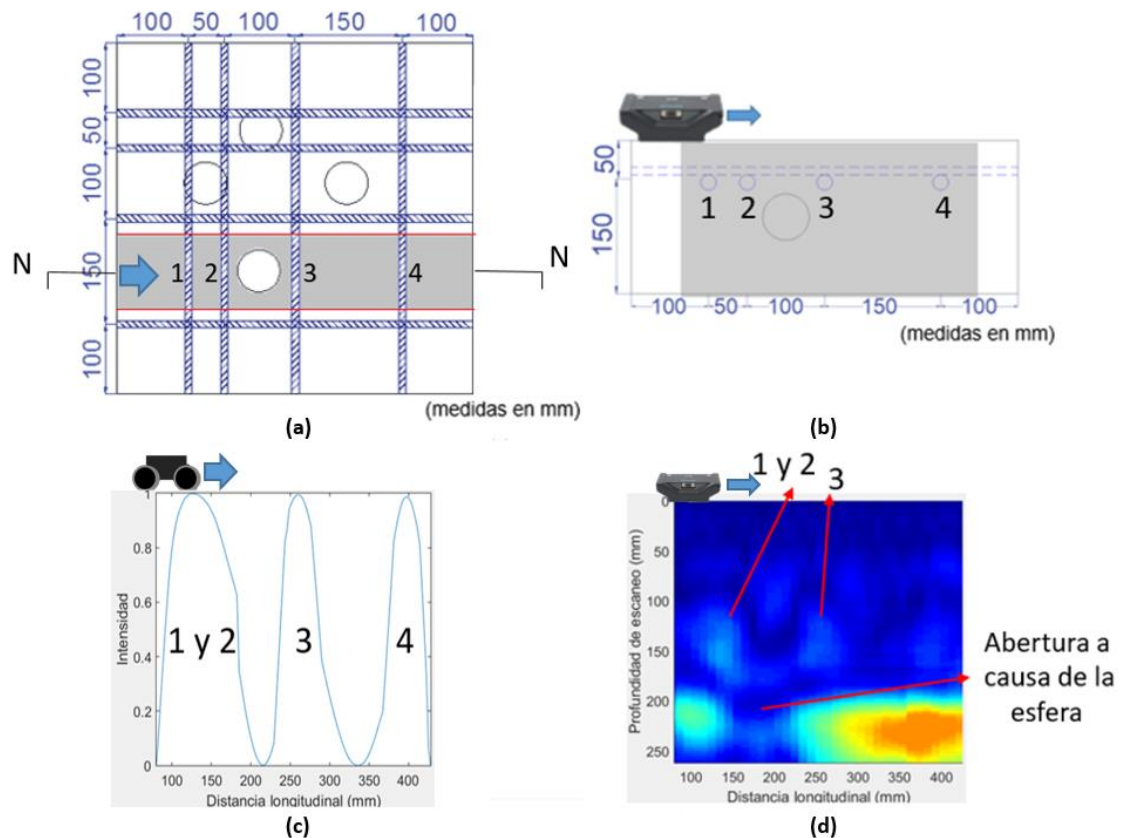 100 50 100 150 100
100
50
100
150
100
N
1 2 3 4
N
(medidas en mm)
(a)
50
150
1 2 3 4
100 50 100 150 100
(medidas en mm)
(b)
1 y 2
3
4
Intensidad
1
0.8
0.6
0.4
0.2
0
100 150 200 250 300 350 400
Distancia longitudinal (mm)
(c)
1 y 2
3
Profundidad de escaneo (mm)
0
50
100
150
200
250
100 150 200 250 300 350 400
Distancia longitudinal (mm)
Abertura a
causa de la
esfera
(d)